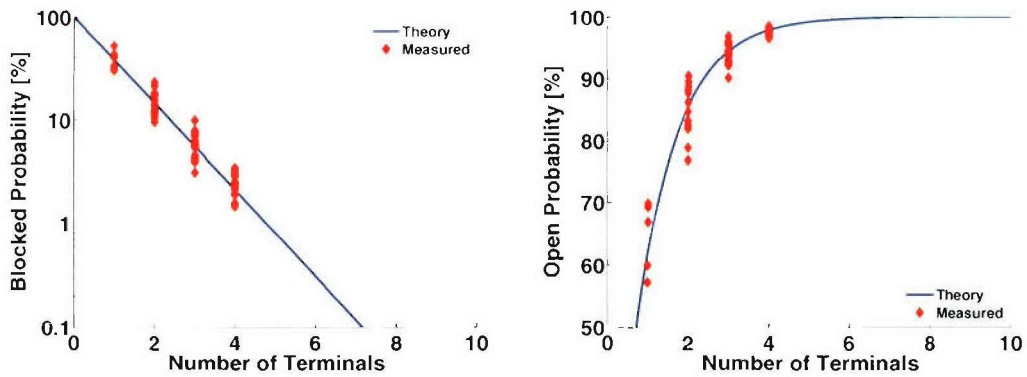 Blocked Probability [%]
100
10
1
0.1
Theory
Measured
0 2 4 6 8 10
Number of Terminals
Open Probability [%]
100
90
80
70
60
50
Theory
Measured
0 2 4 6 8 10
Number of Terminals